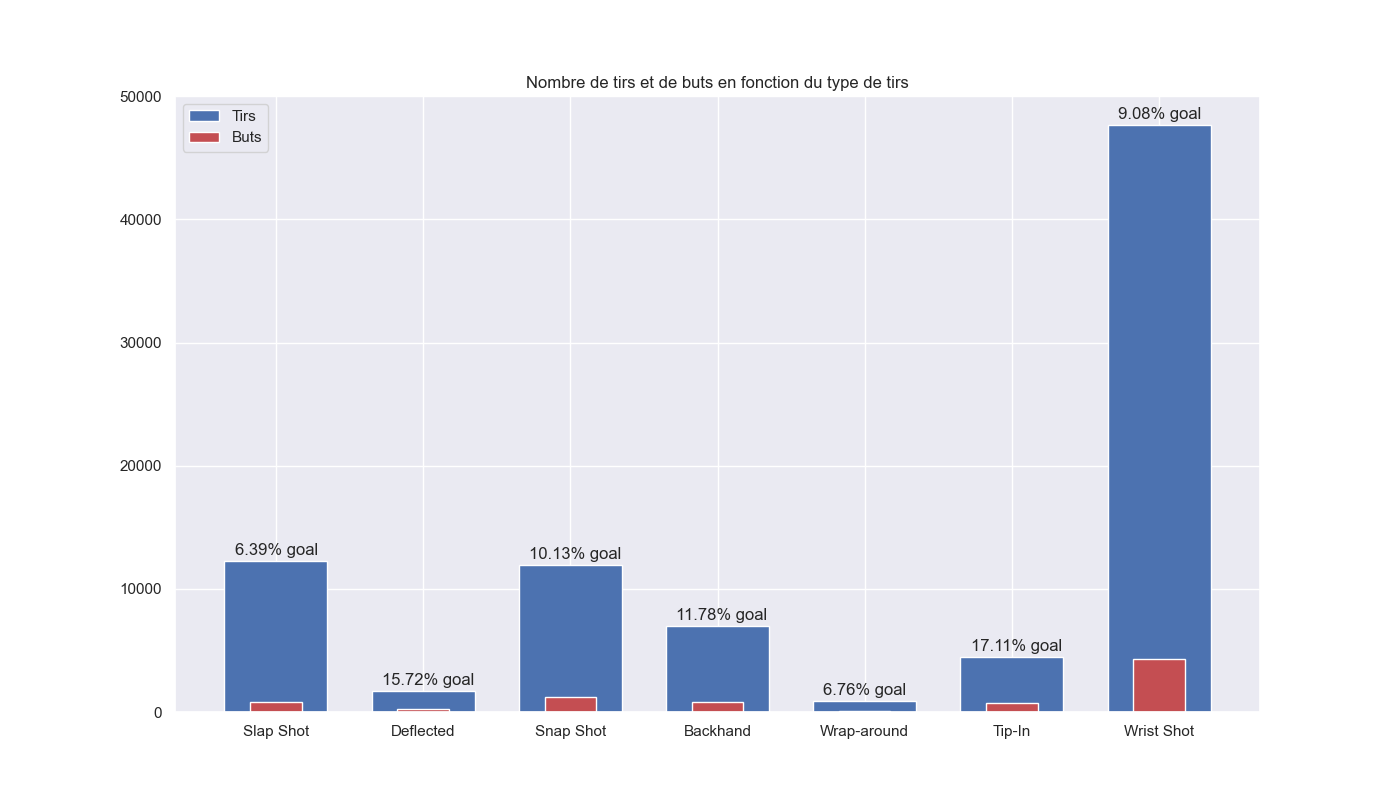 Nombre de tirs et de buts en fonction du type de tirs
50000
40000
30000
20000
10000
0
Tirs
Buts
6.39% goal
15.72% goal
10.13% goal
11.78% goal
6.76% goal
17.11% goal
9.08% goal
Slap Shot
Deflected
Snap Shot
Backhand
Wrap-around
Tip-In
Wrist Shot